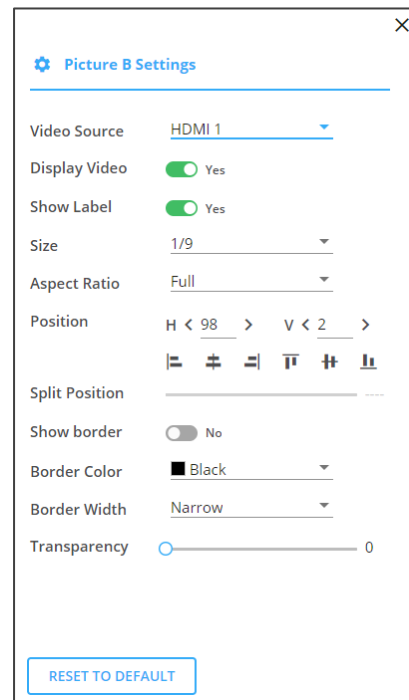 Picture B Settings
Video Source HDMI 1
Display Video Yes
Show Label Yes
Size 1/9
Aspect Ratio Full
Position H < 98 > V < 2 >
Split Position ----
Show border No
Border Color Black
Border Width Narrow
Transparency 0
RESET TO DEFAULT